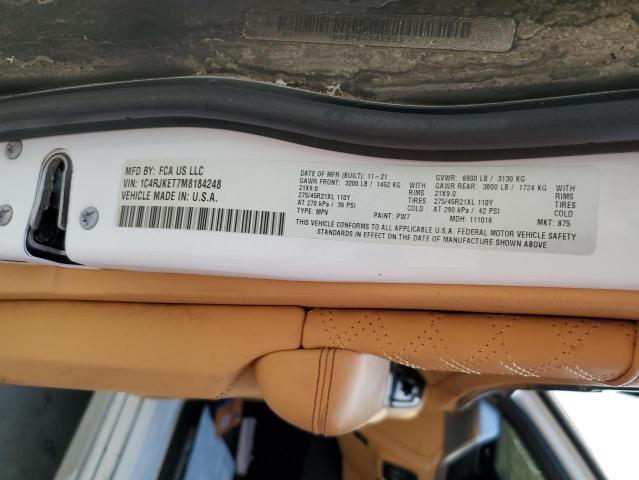 MFD BY: FCA US LLC
VIN: 1C4RJKET7M8184248
VEHICLE MADE IN: U.S.A.
DATE OF MFR (BUILT): 11-21
GVWR: 6900 LB / 3130 KG
GAWR FRONT: 3200 LB / 1452 KG WITH
GAWR REAR: 3800 LB / 1724 KG WITH
21X9.0 RIMS
21X9.0 RIMS
275/45R21XL 110Y TIRES
275/45R21XL 110Y TIRES
AT 270 kPa / 39 PSI COLD
AT 290 kPa / 42 PSI COLD
TYPE: MPV PAINT: PW7 MDH: 111016 MKT: 875
THIS VEHICLE CONFORMS TO ALL APPLICABLE U.S.A. FEDERAL MOTOR VEHICLE SAFETY
STANDARDS IN EFFECT ON THE DATE OF MANUFACTURE SHOWN ABOVE.